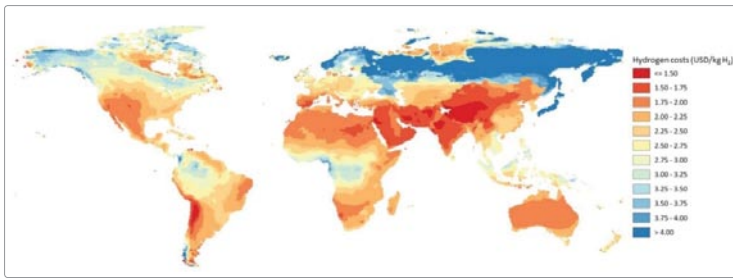 Hydrogen costs (USD/kg H₂)
<= 1.50
1.50 - 1.75
1.75 - 2.00
2.00 - 2.25
2.25 - 2.50
2.50 - 2.75
2.75 - 3.00
3.00 - 3.25
3.25 - 3.50
3.50 - 3.75
3.75 - 4.00
> 4.00